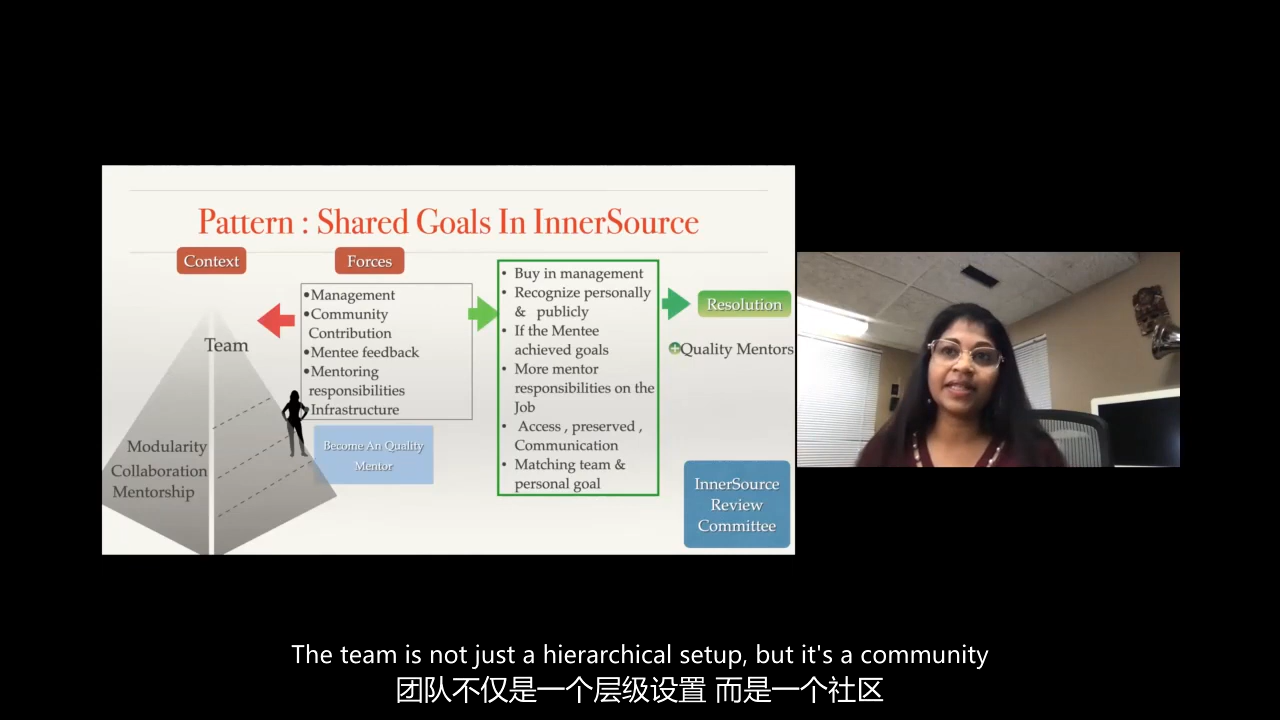 Pattern : Shared Goals In InnerSource
Context
Team
Modularity
Collaboration
Mentorship
Forces
•Management
•Community
Contribution
•Mentee feedback
•Mentoring
responsibilities
•Infrastructure
Become An Quality
Mentor
• Buy in management
• Recognize personally
& publicly
• If the Mentee
achieved goals
• More mentor
responsibilities on the
Job
• Access , preserved ,
Communication
• Matching team &
personal goal
Resolution
Quality Mentors
InnerSource
Review
Committee
The team is not just a hierarchical setup, but it's a community
团队不仅是一个层级设置 而是一个社区